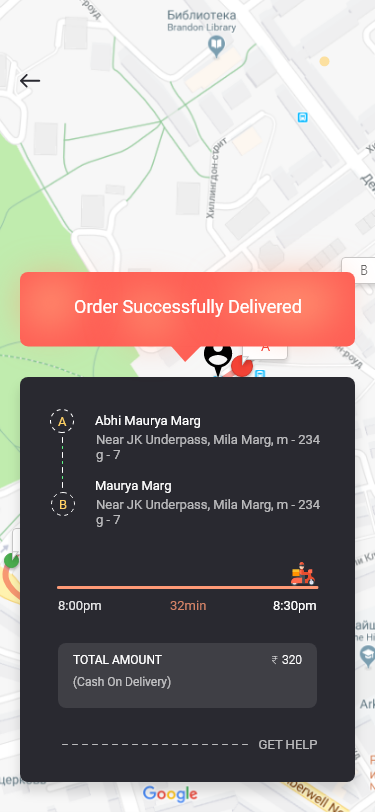 роуд
Библиотека
Brandon Library
Хиллингдон-стрит
B
Order Successfully Delivered
A
роуд
A
Abhi Maurya Marg
Near JK Underpass, Mila Marg, m - 234
g - 7
B
Maurya Marg
Near JK Underpass, Mila Marg, m - 234
g - 7
8:00pm
32min
8:30pm
TOTAL AMOUNT
₹ 320
(Cash On Delivery)
GET HELP
Google